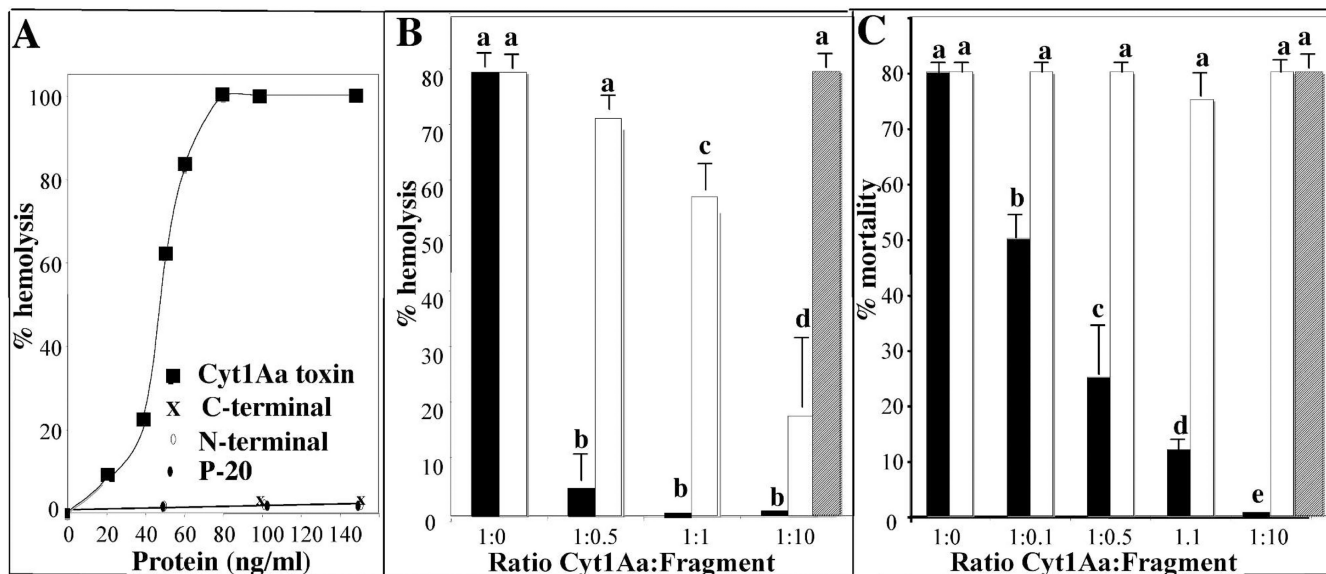 A
% hemolysis
100
80
60
40
20
0
Cyt1Aa toxin
x C-terminal
N-terminal
P-20
x x
0 20 40 60 80 100 120 140
Protein (ng/ml)
B
% hemolysis
80
70
60
50
40
30
20
10
0
a a a a
c
d
b b b
1:0 1:0.5 1:1 1:10
Ratio Cyt1Aa:Fragment
C
% mortality
80
70
60
50
40
30
20
10
0
a a a a a a a
b
c
d
e
1:0 1:0.1 1:0.5 1.1 1:10
Ratio Cyt1Aa:Fragment